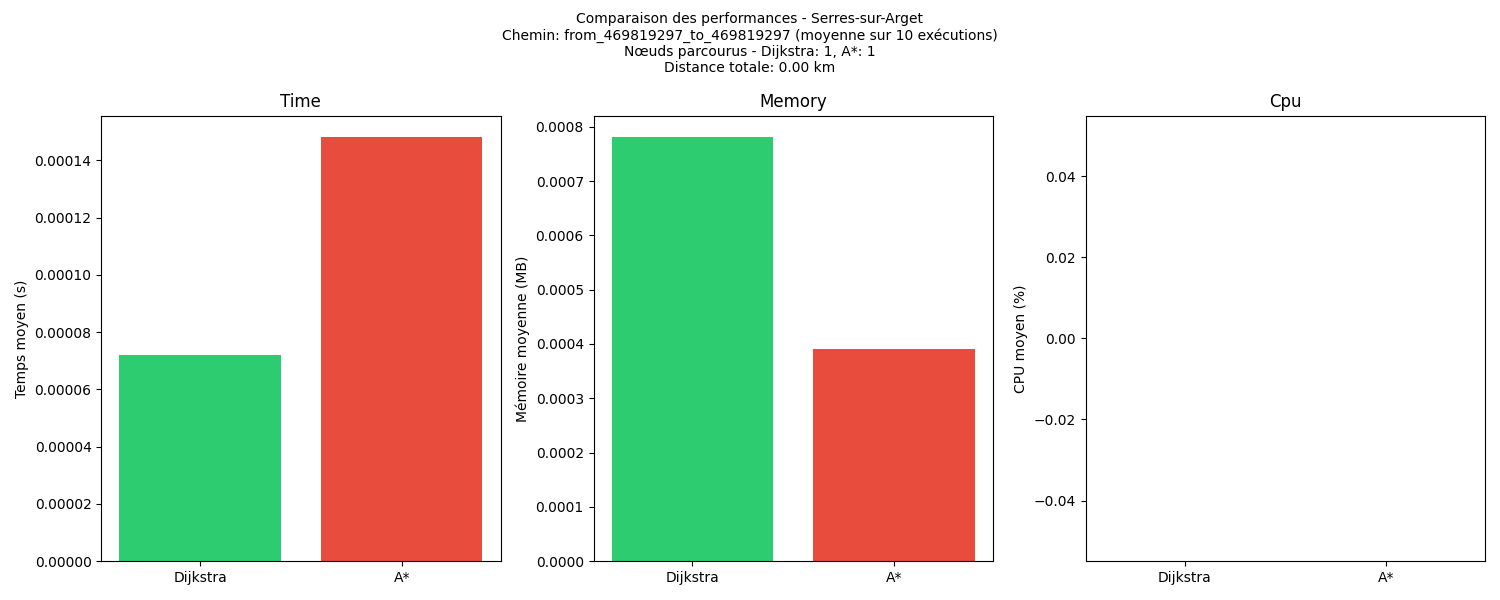 Comparaison des performances - Serres-sur-Arget
Chemin: from_469819297_to_469819297 (moyenne sur 10 exécutions)
Nœuds parcourus - Dijkstra: 1, A*: 1
Distance totale: 0.00 km
Time
Temps moyen (s)
0.00014
0.00012
0.00010
0.00008
0.00006
0.00004
0.00002
0.00000
Dijkstra
A*
Memory
Mémoire moyenne (MB)
0.0008
0.0007
0.0006
0.0005
0.0004
0.0003
0.0002
0.0001
0.0000
Dijkstra
A*
Cpu
CPU moyen (%)
0.04
0.02
0.00
−0.02
−0.04
Dijkstra
A*